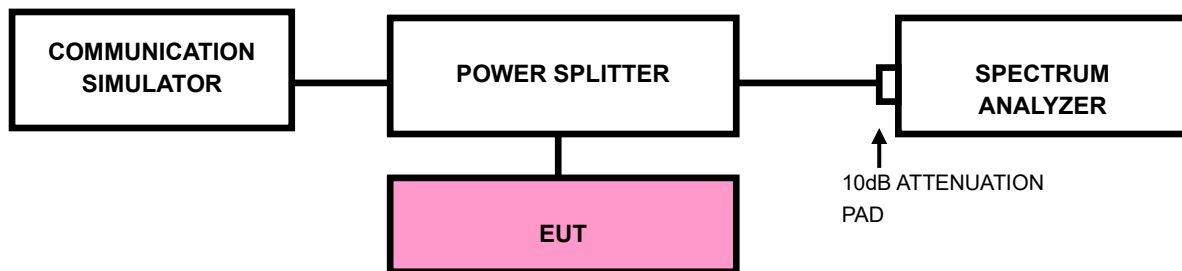 COMMUNICATION
SIMULATOR
POWER SPLITTER
SPECTRUM
ANALYZER
10dB ATTENUATION
PAD
EUT